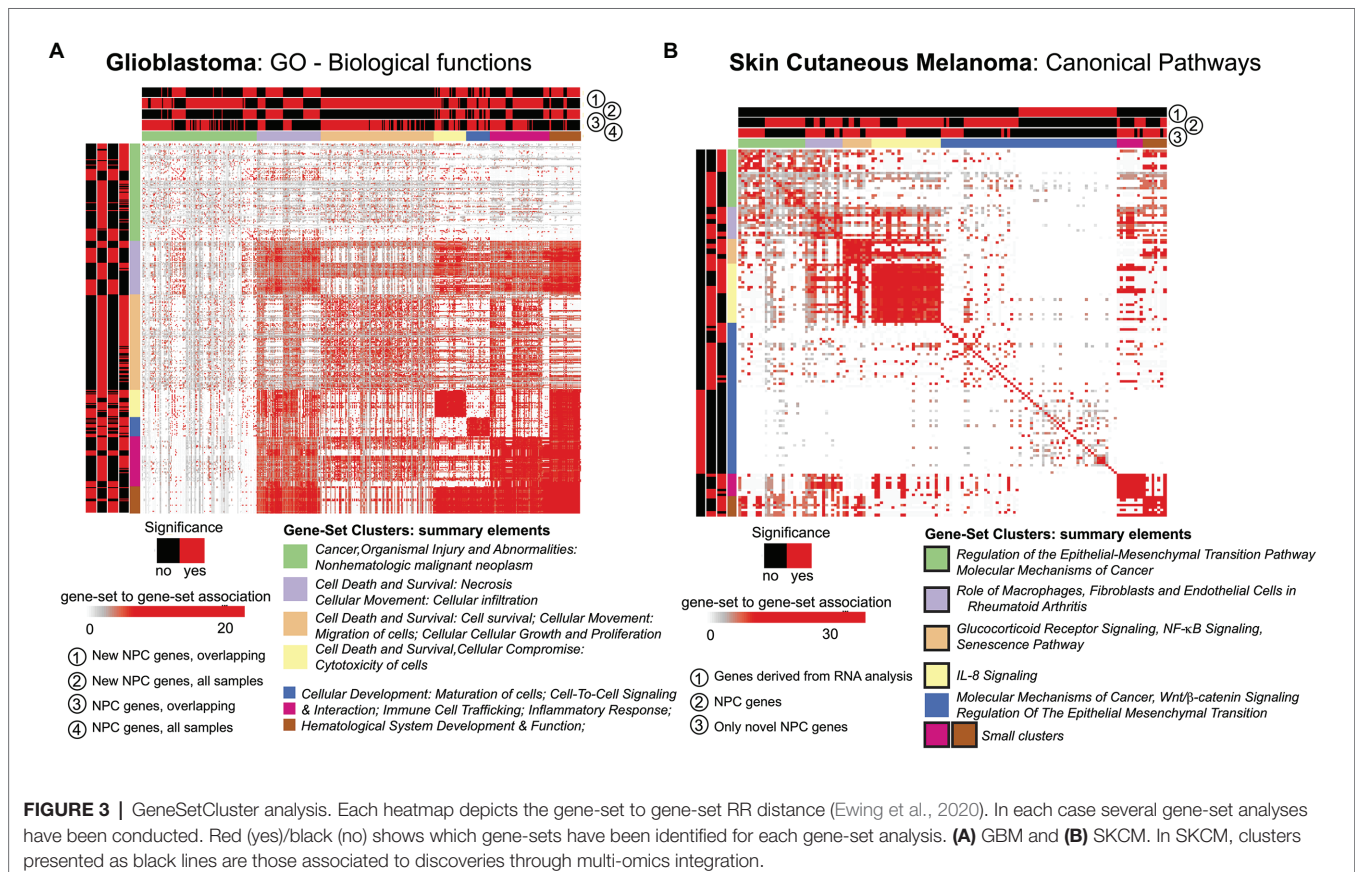 A
Glioblastoma: GO - Biological functions
1
2
3
4
Significance
no yes
gene-set to gene-set association
0 20
1 New NPC genes, overlapping
2 New NPC genes, all samples
3 NPC genes, overlapping
4 NPC genes, all samples
Gene-Set Clusters: summary elements
Cancer,Organismal Injury and Abnormalities:
Nonhematologic malignant neoplasm
Cell Death and Survival: Necrosis
Cellular Movement: Cellular infiltration
Cell Death and Survival: Cell survival; Cellular Movement:
Migration of cells; Cellular Cellular Growth and Proliferation
Cell Death and Survival,Cellular Compromise:
Cytotoxicity of cells
Cellular Development: Maturation of cells; Cell-To-Cell Signaling
& Interaction; Immune Cell Trafficking; Inflammatory Response;
Hematological System Development & Function;
B
Skin Cutaneous Melanoma: Canonical Pathways
1
2
3
Significance
no yes
gene-set to gene-set association
0 30
1 Genes derived from RNA analysis
2 NPC genes
3 Only novel NPC genes
Gene-Set Clusters: summary elements
Regulation of the Epithelial-Mesenchymal Transition Pathway
Molecular Mechanisms of Cancer
Role of Macrophages, Fibroblasts and Endothelial Cells in
Rheumatoid Arthritis
Glucocorticoid Receptor Signaling, NF-κB Signaling,
Senescence Pathway
IL-8 Signaling
Molecular Mechanisms of Cancer, Wnt/β-catenin Signaling
Regulation Of The Epithelial Mesenchymal Transition
Small clusters
FIGURE 3 | GeneSetCluster analysis. Each heatmap depicts the gene-set to gene-set RR distance (Ewing et al., 2020). In each case several gene-set analyses
have been conducted. Red (yes)/black (no) shows which gene-sets have been identified for each gene-set analysis. (A) GBM and (B) SKCM. In SKCM, clusters
presented as black lines are those associated to discoveries through multi-omics integration.